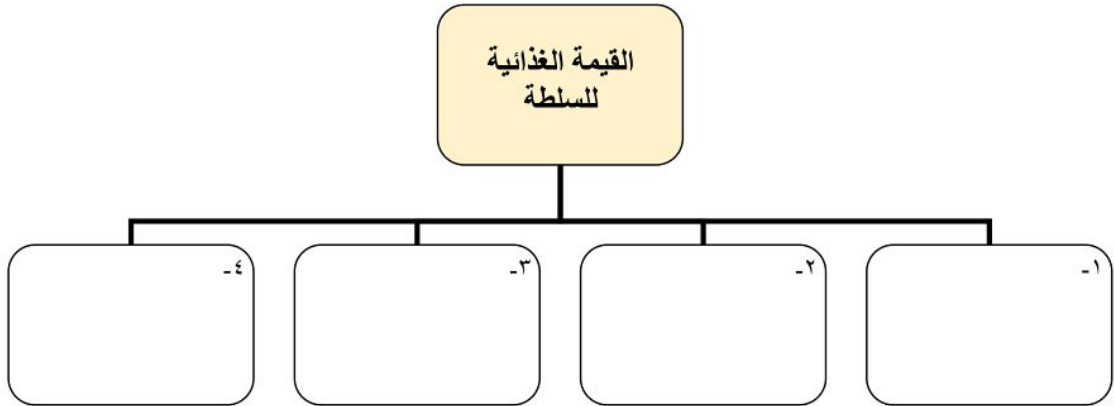 القيمة الغذائية
للسلطة
١-
٢-
٣-
٤-